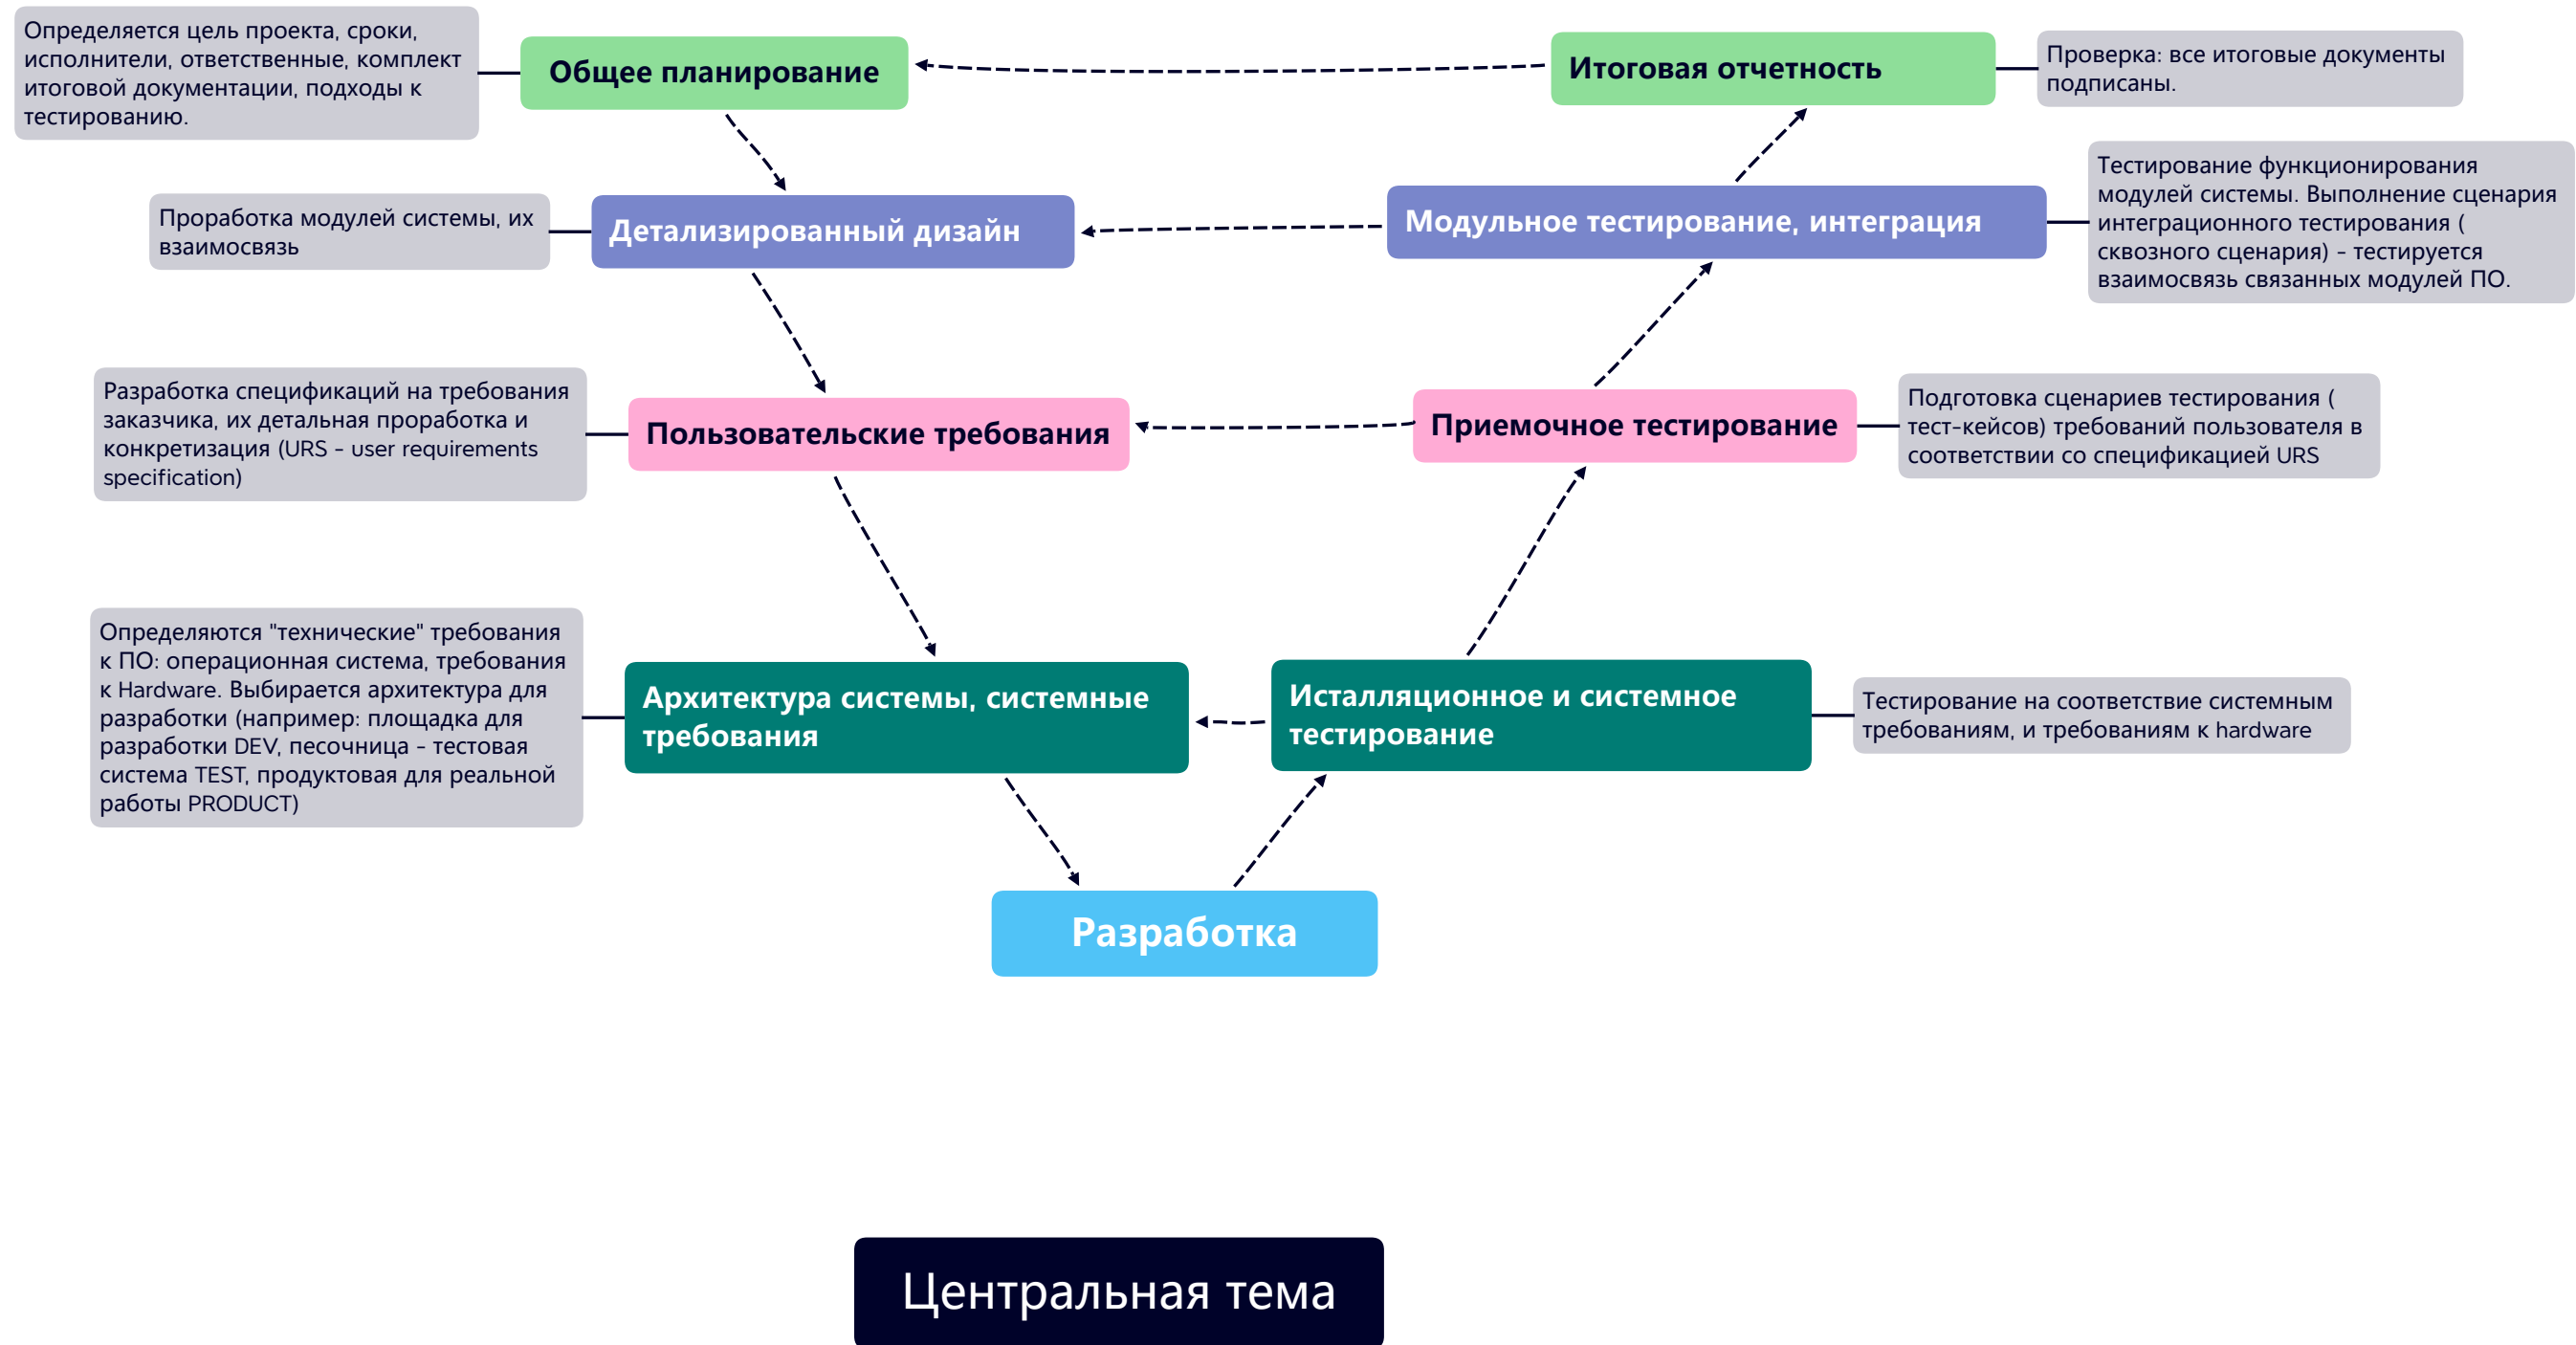 Определяется цель проекта, сроки,
исполнители, ответственные, комплект
итоговой документации, подходы к
тестированию.
Общее планирование
Итоговая отчетность
Проверка: все итоговые документы
подписаны.
Проработка модулей системы, их
взаимосвязь
Детализированный дизайн
Модульное тестирование, интеграция
Тестирование функционирования
модулей системы. Выполнение сценария
интеграционного тестирования (
сквозного сценария) - тестируется
взаимосвязь связанных модулей ПО.
Разработка спецификаций на требования
заказчика, их детальная проработка и
конкретизация (URS - user requirements
specification)
Пользовательские требования
Приемочное тестирование
Подготовка сценариев тестирования (
тест-кейсов) требований пользователя в
соответствии со спецификацией URS
Определяются "технические" требования
к ПО: операционная система, требования
к Hardware. Выбирается архитектура для
разработки (например: площадка для
разработки DEV, песочница - тестовая
система TEST, продуктовая для реальной
работы PRODUCT)
Архитектура системы, системные
требования
Исталляционное и системное
тестирование
Тестирование на соответствие системным
требованиям, и требованиям к hardware
Разработка
Центральная тема